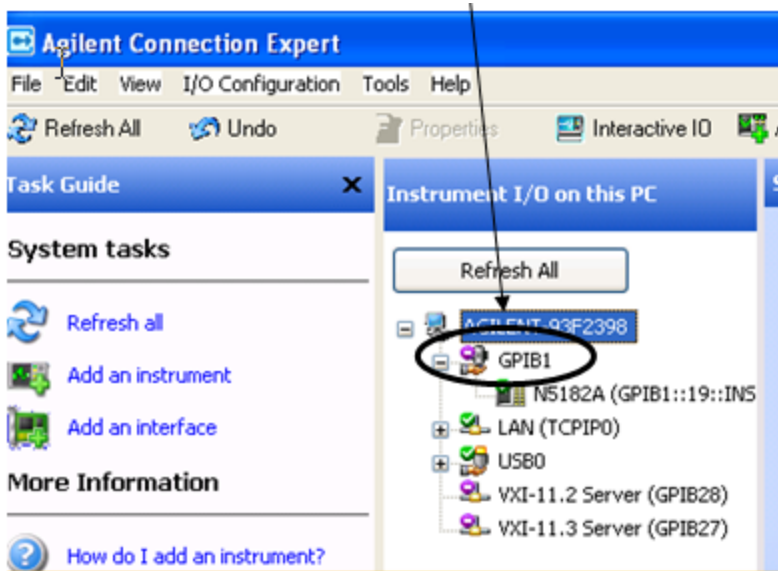 Agilent Connection Expert
File Edit View I/O Configuration Tools Help
Refresh All Undo Properties Interactive IO
Task Guide
Instrument I/O on this PC
System tasks
Refresh All
Refresh all
AGILENT-93F2398
GPIB1
Add an instrument
N5182A (GPIB1::19::INS
Add an interface
LAN (TCPIP0)
USB0
More Information
VXI-11.2 Server (GPIB28)
VXI-11.3 Server (GPIB27)
How do I add an instrument?